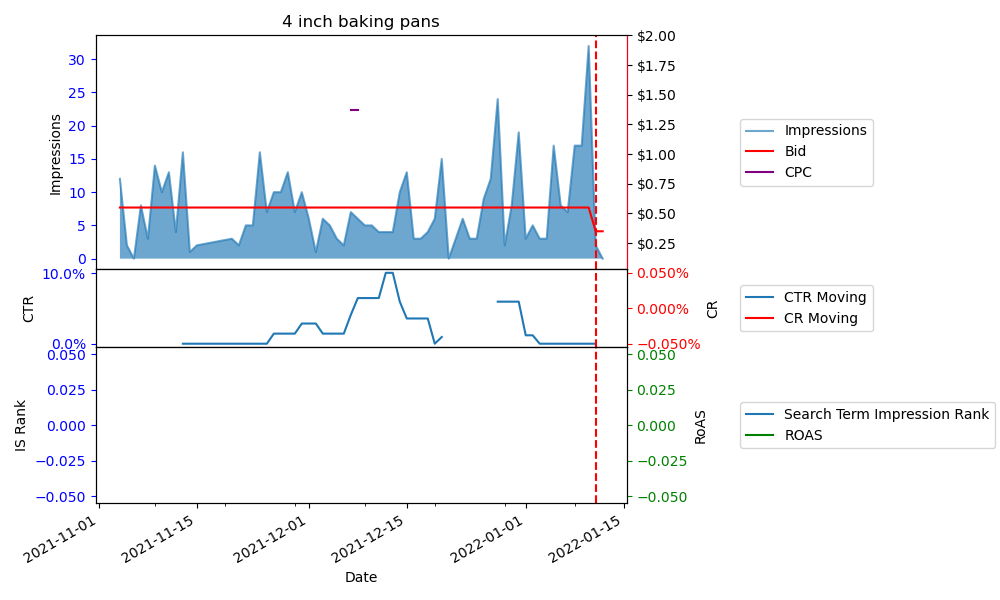 4 inch baking pans
Impressions
30
25
20
15
10
5
0
$2.00
$1.75
$1.50
$1.25
$1.00
$0.75
$0.50
$0.25
Impressions
Bid
CPC
CTR
10.0%
0.0%
0.050%
0.000%
−0.050%
CR
CTR Moving
CR Moving
IS Rank
0.050
0.025
0.000
−0.025
−0.050
0.050
0.025
0.000
−0.025
−0.050
RoAS
Search Term Impression Rank
ROAS
2021-11-01
2021-11-15
2021-12-01
2021-12-15
2022-01-01
2022-01-15
Date